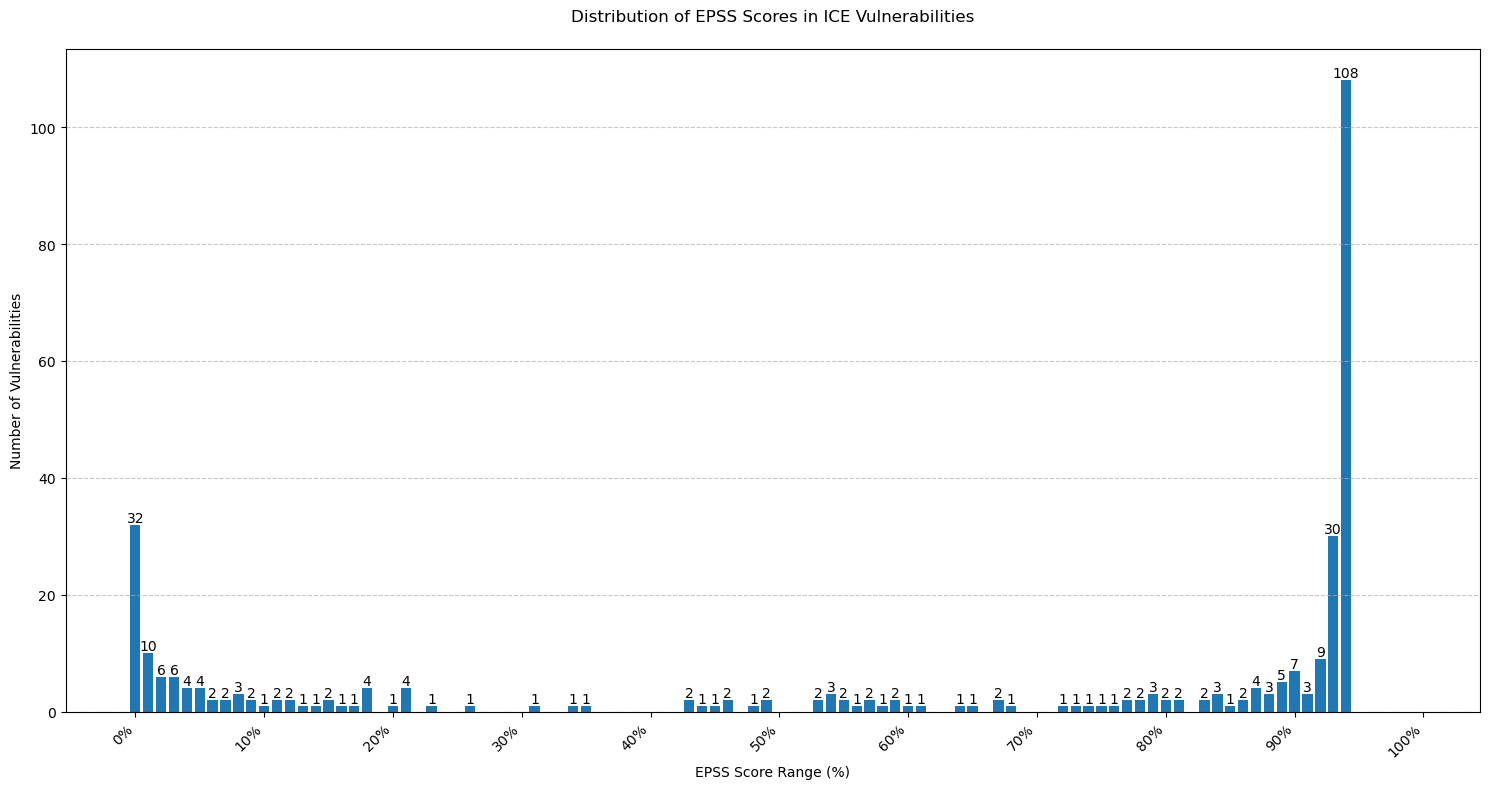 Distribution of EPSS Scores in ICE Vulnerabilities
Number of Vulnerabilities
100
80
60
40
20
0
108
32
10
6 6
4 4
2 2 3 2 1 2 2 1 1 2 1 1 4 1 4 1 1 1 1 1 2 1 1 2 1 2 2 3 2 1 2 1 2 1 1 1 1 2 1 1 1 1 1 1 2 2 3 2 2 2 3 1 2 4 3 5 7 3 9
30
0% 10% 20% 30% 40% 50% 60% 70% 80% 90% 100%
EPSS Score Range (%)